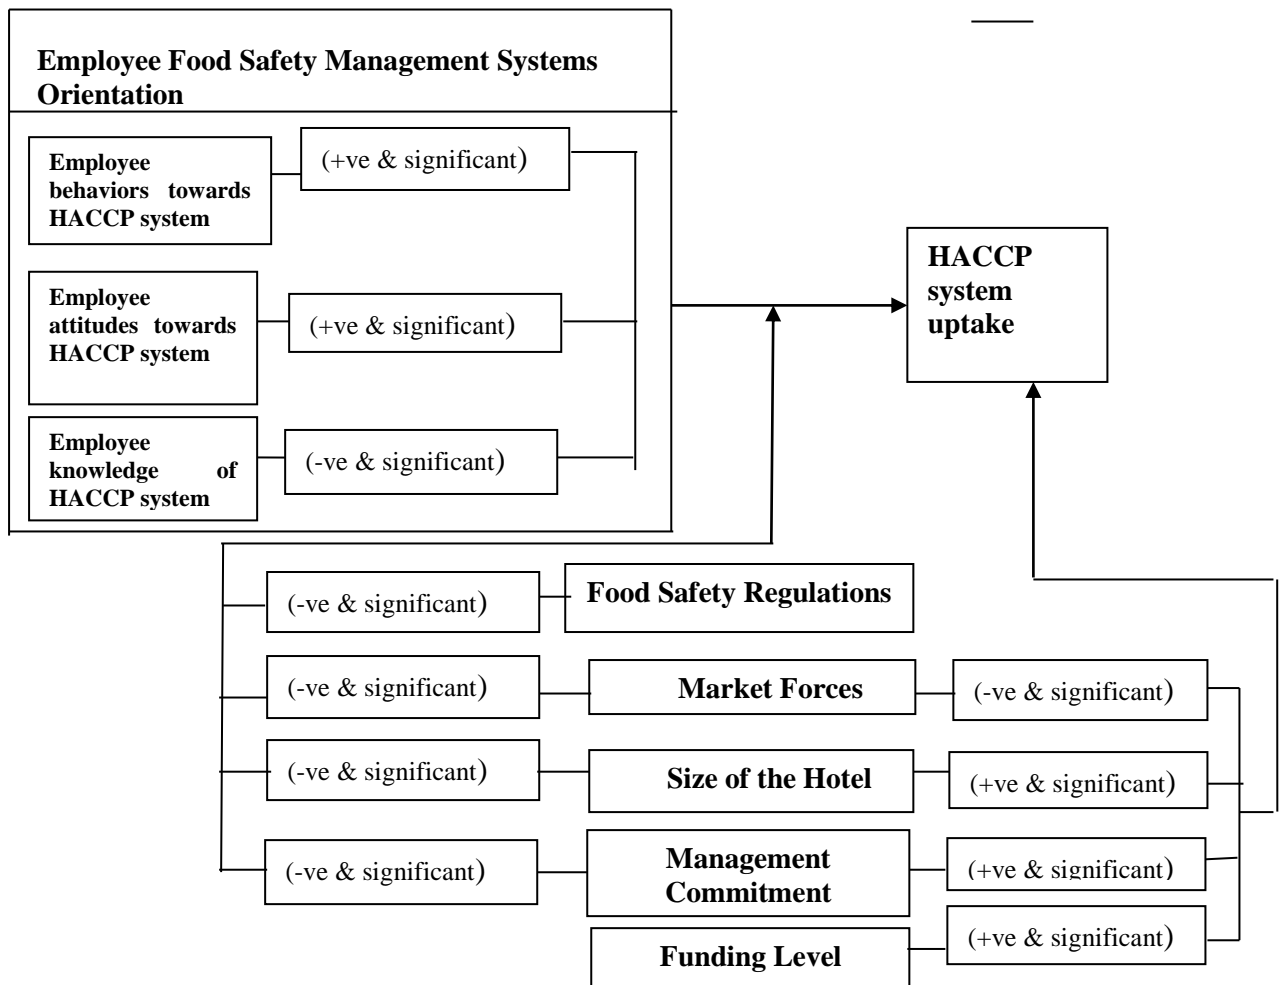 Employee Food Safety Management Systems
Orientation
Employee
behaviors towards
HACCP system
(+ve & significant)
Employee
attitudes towards
HACCP system
(+ve & significant)
Employee
knowledge of
HACCP system
(-ve & significant)
HACCP
system
uptake
(-ve & significant)
Food Safety Regulations
(-ve & significant)
Market Forces
(-ve & significant)
(-ve & significant)
Size of the Hotel
(+ve & significant)
(-ve & significant)
Management
Commitment
(+ve & significant)
Funding Level
(+ve & significant)